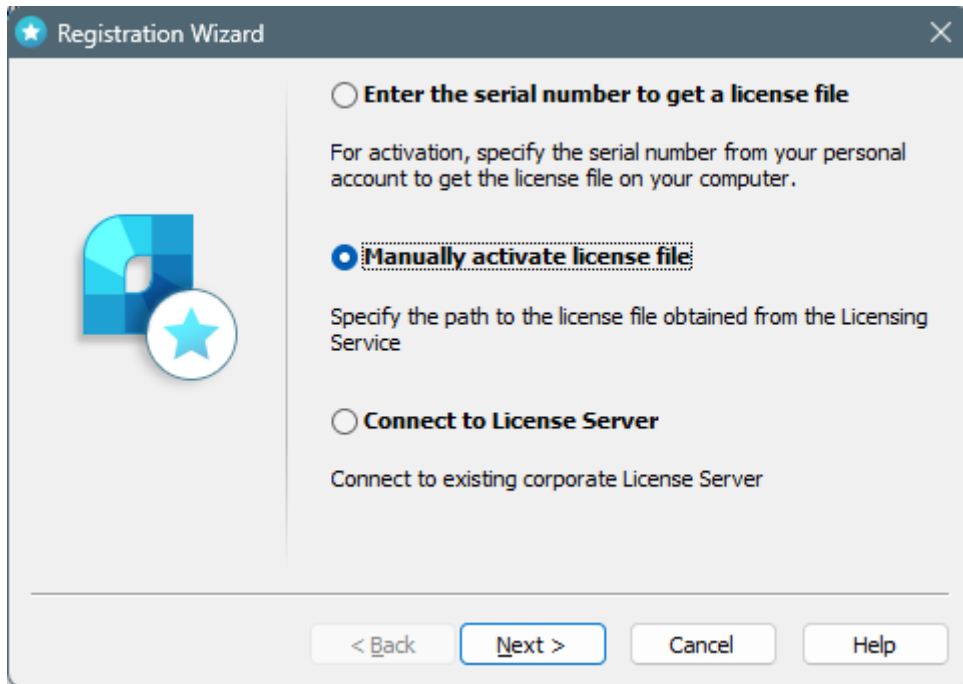 Registration Wizard
Enter the serial number to get a license file
For activation, specify the serial number from your personal
account to get the license file on your computer.
Manually activate license file
Specify the path to the license file obtained from the Licensing
Service
Connect to License Server
Connect to existing corporate License Server
< Back
Next >
Cancel
Help